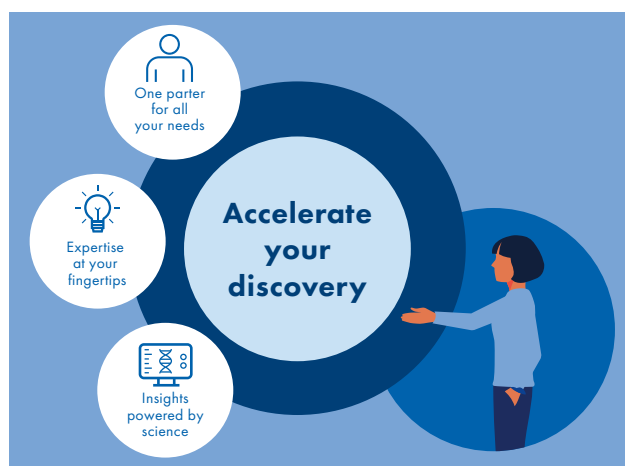 One parter
for all
your needs
Accelerate
your
discovery
Expertise
at your
fingertips
Insights
powered by
science